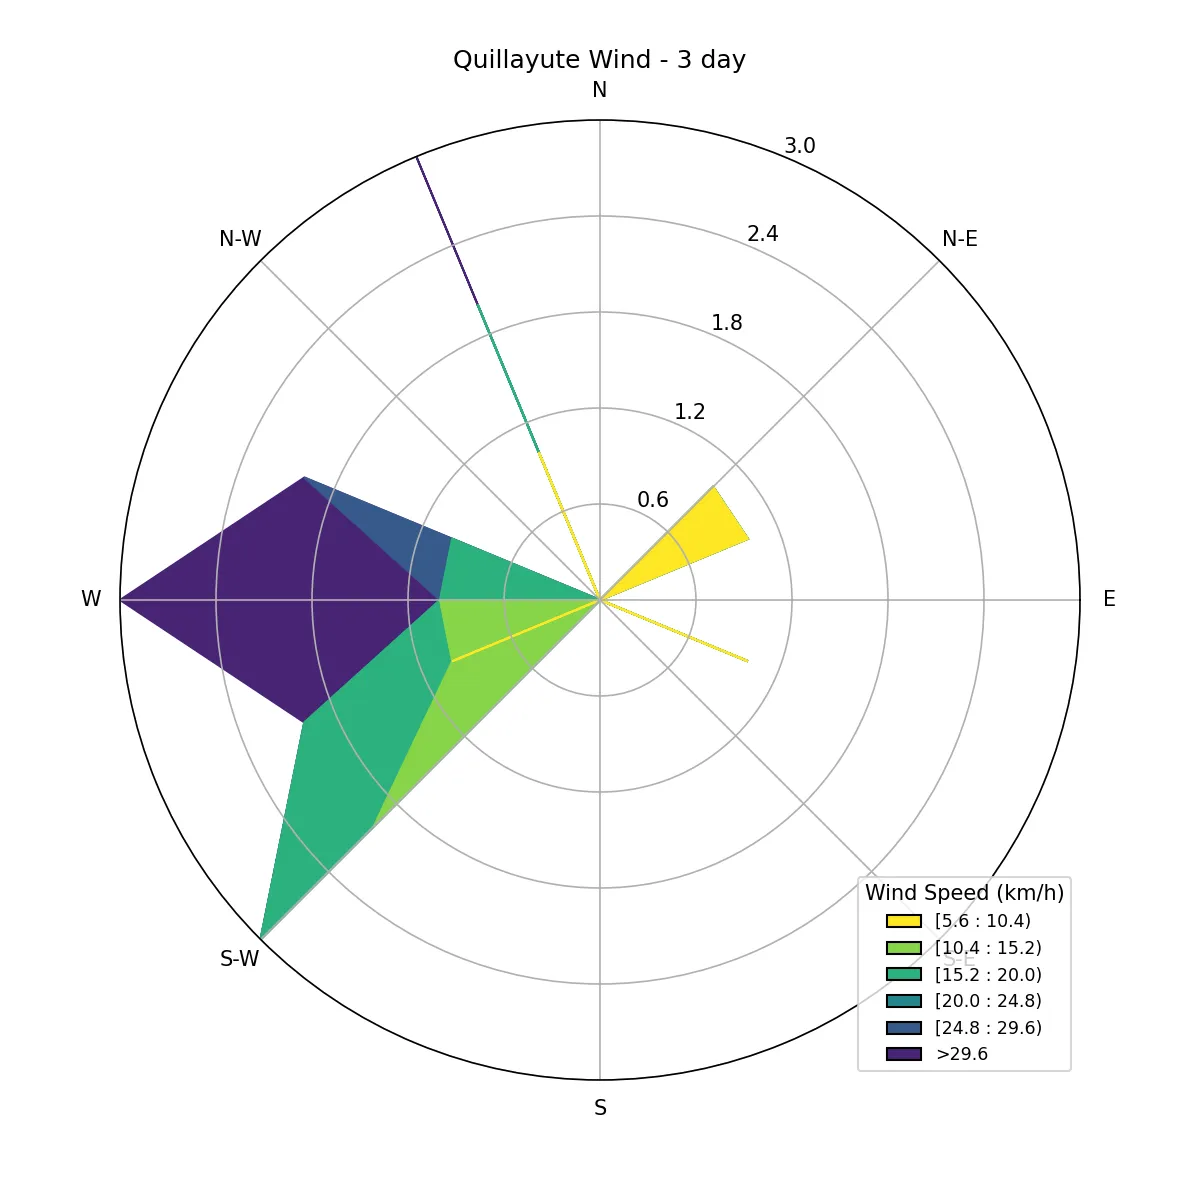 Quillayute Wind - 3 day
N
3.0
N-W
2.4
N-E
1.8
1.2
0.6
W
E
S-W
S-E
S
Wind Speed (km/h)
[5.6 : 10.4)
[10.4 : 15.2)
[15.2 : 20.0)
[20.0 : 24.8)
[24.8 : 29.6)
>29.6